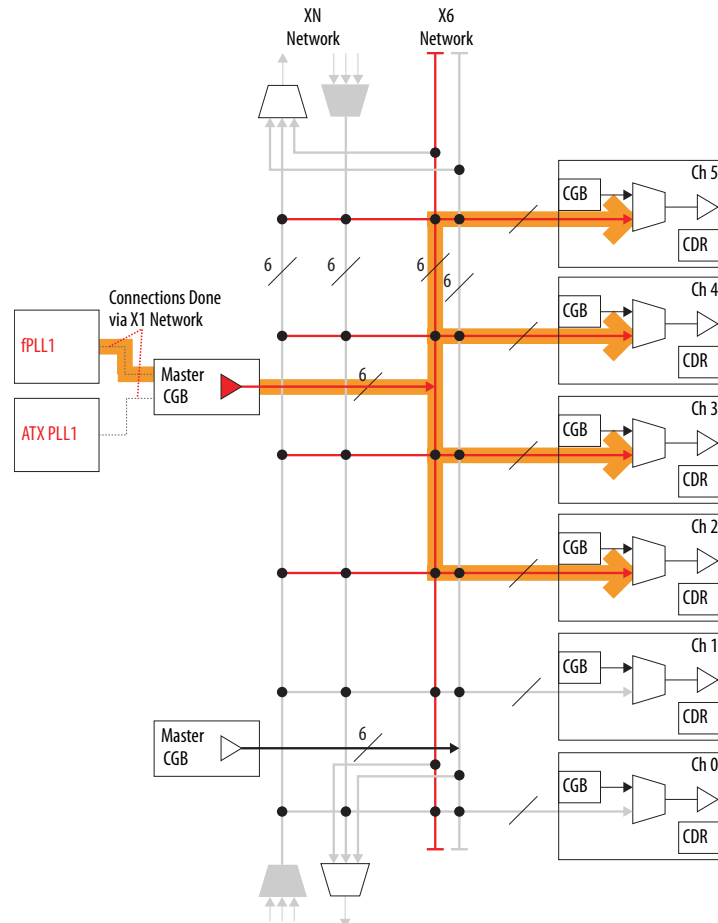 XN
Network
X6
Network
Ch 5
CGB
CDR
6
6
6
6
Connections Done
via X1 Network
Ch 4
CGB
CDR
fPLL1
Master
CGB
6
ATX PLL1
Ch 3
CGB
CDR
Ch 2
CGB
CDR
Ch 1
CGB
CDR
Master
CGB
6
Ch 0
CGB
CDR